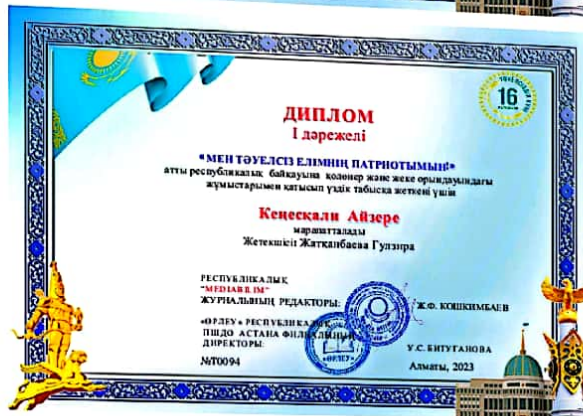 16
ДИПЛОМ
I дәрежелі
«МЕН ТӘУЕЛСІЗ ЕЛІМНІҢ ПАТРИОТЫМЫН!»
атты республикалық байқауына қолөнер және жеке орындауындағы
жұмыстарымен қатысып үздік табысқа жеткені үшін
Кеңесқали Айзере
марапатталады
Жетекшісі Жатқанбаева Гулзира
РЕСПУБЛИКАЛЫҚ
"MEDIABILIM"
ЖУРНАЛЫНЫҢ РЕДАКТОРЫ: Ж.Ф. КОШКИМБАЕВ
«ӨРЛЕУ» РЕСПУБЛИКАЛЫҚ
ПШДО АСТАНА ФИЛИАЛЫНЫҢ
ДИРЕКТОРЫ: У.С. БИТУГАНОВА
«ӨРЛЕУ»
№T0094 Алматы, 2023